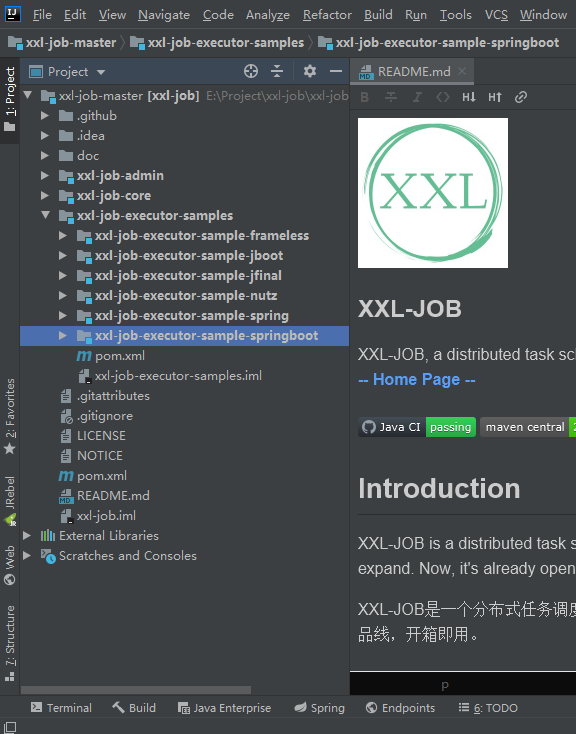 File Edit View Navigate Code Analyze Refactor Build Run Tools VCS Window
xxl-job-master xxl-job-executor-samples xxl-job-executor-sample-springboot
1: Project
2: Favorites
JRebel
Web
7: Structure
Project
xxl-job-master [xxl-job] E:\Project\xxl-job\xxl-job
.github
.idea
doc
xxl-job-admin
xxl-job-core
xxl-job-executor-samples
xxl-job-executor-sample-frameless
xxl-job-executor-sample-jboot
xxl-job-executor-sample-jfinal
xxl-job-executor-sample-nutz
xxl-job-executor-sample-spring
xxl-job-executor-sample-springboot
pom.xml
xxl-job-executor-samples.iml
.gitattributes
.gitignore
LICENSE
NOTICE
pom.xml
README.md
xxl-job.iml
External Libraries
Scratches and Consoles
README.md
B I H↓ H↑
XXL
XXL-JOB
XXL-JOB, a distributed task sc
-- Home Page --
Java CI passing maven central 2
Introduction
XXL-JOB is a distributed task s
expand. Now, it's already open
XXL-JOB是一个分布式任务调度
品线，开箱即用。
p
Terminal Build Java Enterprise Spring Endpoints 6: TODO